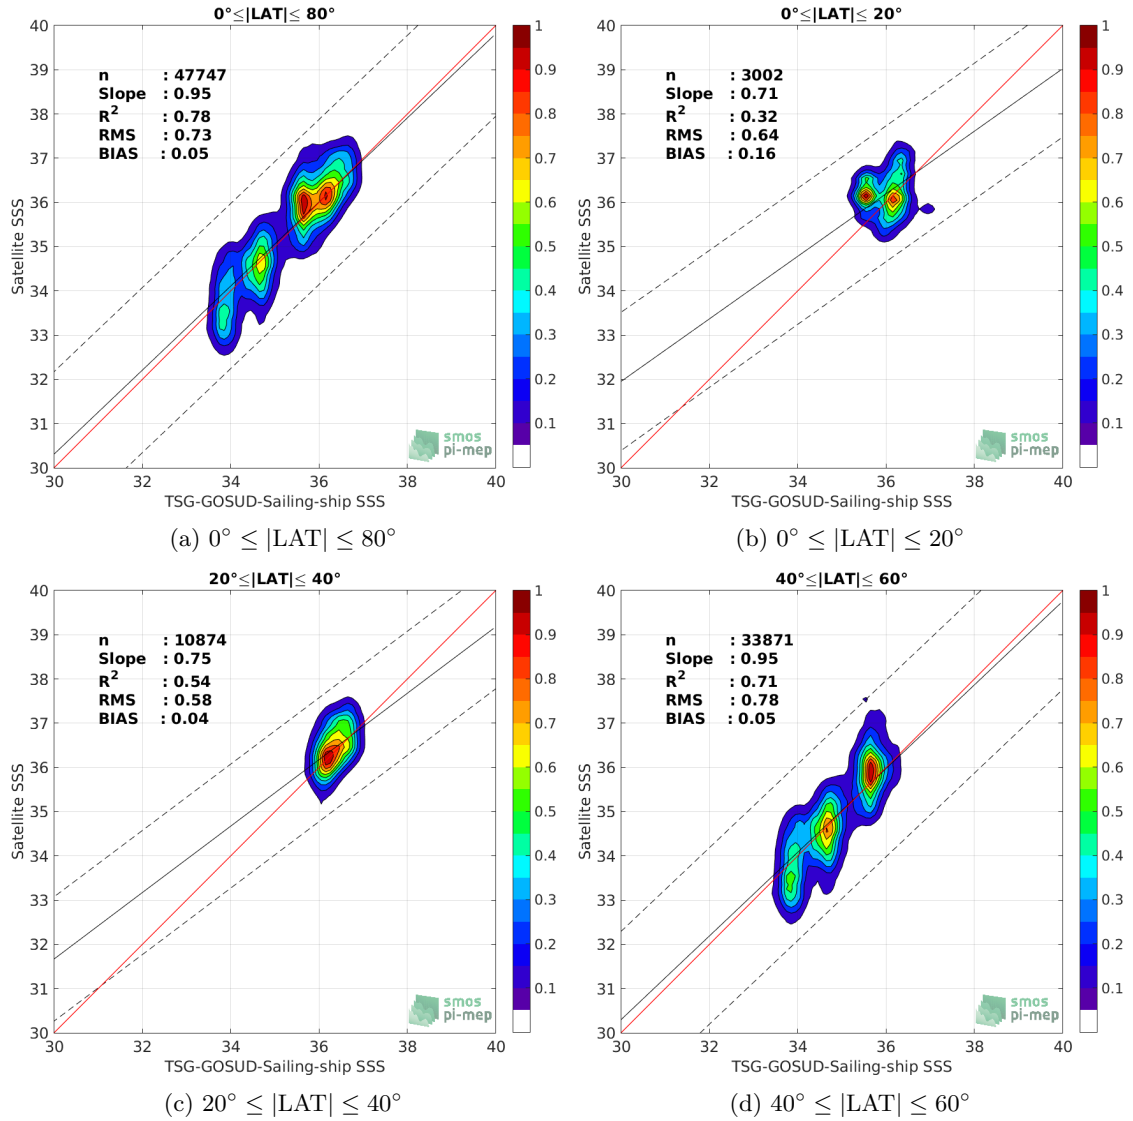 0°≤|LAT|≤ 80°
40
39
38
37
36
35
34
33
32
31
30
30
32
34
36
38
40
Satellite SSS
TSG-GOSUD-Sailing-ship SSS
n : 47747
Slope : 0.95
R² : 0.78
RMS : 0.73
BIAS : 0.05
smos
pi-mep
1
0.9
0.8
0.7
0.6
0.5
0.4
0.3
0.2
0.1
(a) 0° ≤ |LAT| ≤ 80°
0°≤|LAT|≤ 20°
40
39
38
37
36
35
34
33
32
31
30
30
32
34
36
38
40
Satellite SSS
TSG-GOSUD-Sailing-ship SSS
n : 3002
Slope : 0.71
R² : 0.32
RMS : 0.64
BIAS : 0.16
smos
pi-mep
1
0.9
0.8
0.7
0.6
0.5
0.4
0.3
0.2
0.1
(b) 0° ≤ |LAT| ≤ 20°
20°≤|LAT|≤ 40°
40
39
38
37
36
35
34
33
32
31
30
30
32
34
36
38
40
Satellite SSS
TSG-GOSUD-Sailing-ship SSS
n : 10874
Slope : 0.75
R² : 0.54
RMS : 0.58
BIAS : 0.04
smos
pi-mep
1
0.9
0.8
0.7
0.6
0.5
0.4
0.3
0.2
0.1
(c) 20° ≤ |LAT| ≤ 40°
40°≤|LAT|≤ 60°
40
39
38
37
36
35
34
33
32
31
30
30
32
34
36
38
40
Satellite SSS
TSG-GOSUD-Sailing-ship SSS
n : 33871
Slope : 0.95
R² : 0.71
RMS : 0.78
BIAS : 0.05
smos
pi-mep
1
0.9
0.8
0.7
0.6
0.5
0.4
0.3
0.2
0.1
(d) 40° ≤ |LAT| ≤ 60°